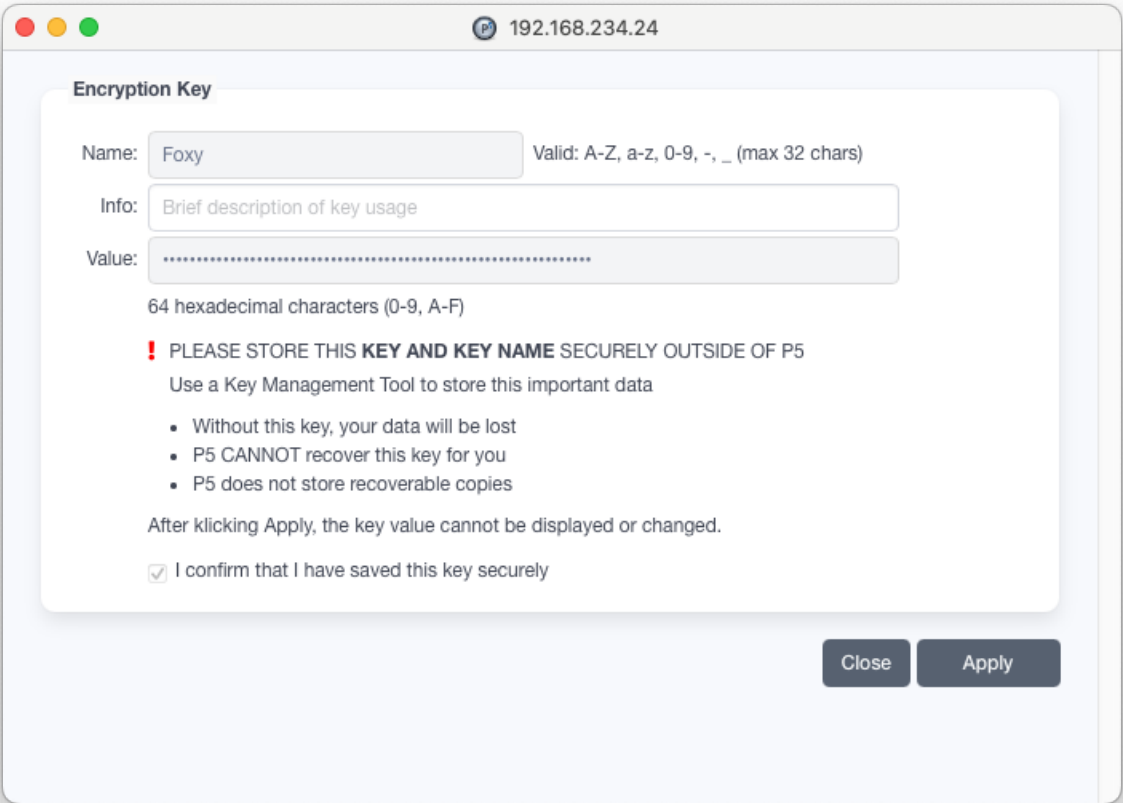 192.168.234.24
Encryption Key
Name: Foxy Valid: A-Z, a-z, 0-9, -, _ (max 32 chars)
Info: Brief description of key usage
Value: ••••••••••••••••••••••••••••••••••••••••••••••••••••••••••••••••
64 hexadecimal characters (0-9, A-F)
! PLEASE STORE THIS KEY AND KEY NAME SECURELY OUTSIDE OF P5
Use a Key Management Tool to store this important data
• Without this key, your data will be lost
• P5 CANNOT recover this key for you
• P5 does not store recoverable copies
After klicking Apply, the key value cannot be displayed or changed.
I confirm that I have saved this key securely
Close Apply